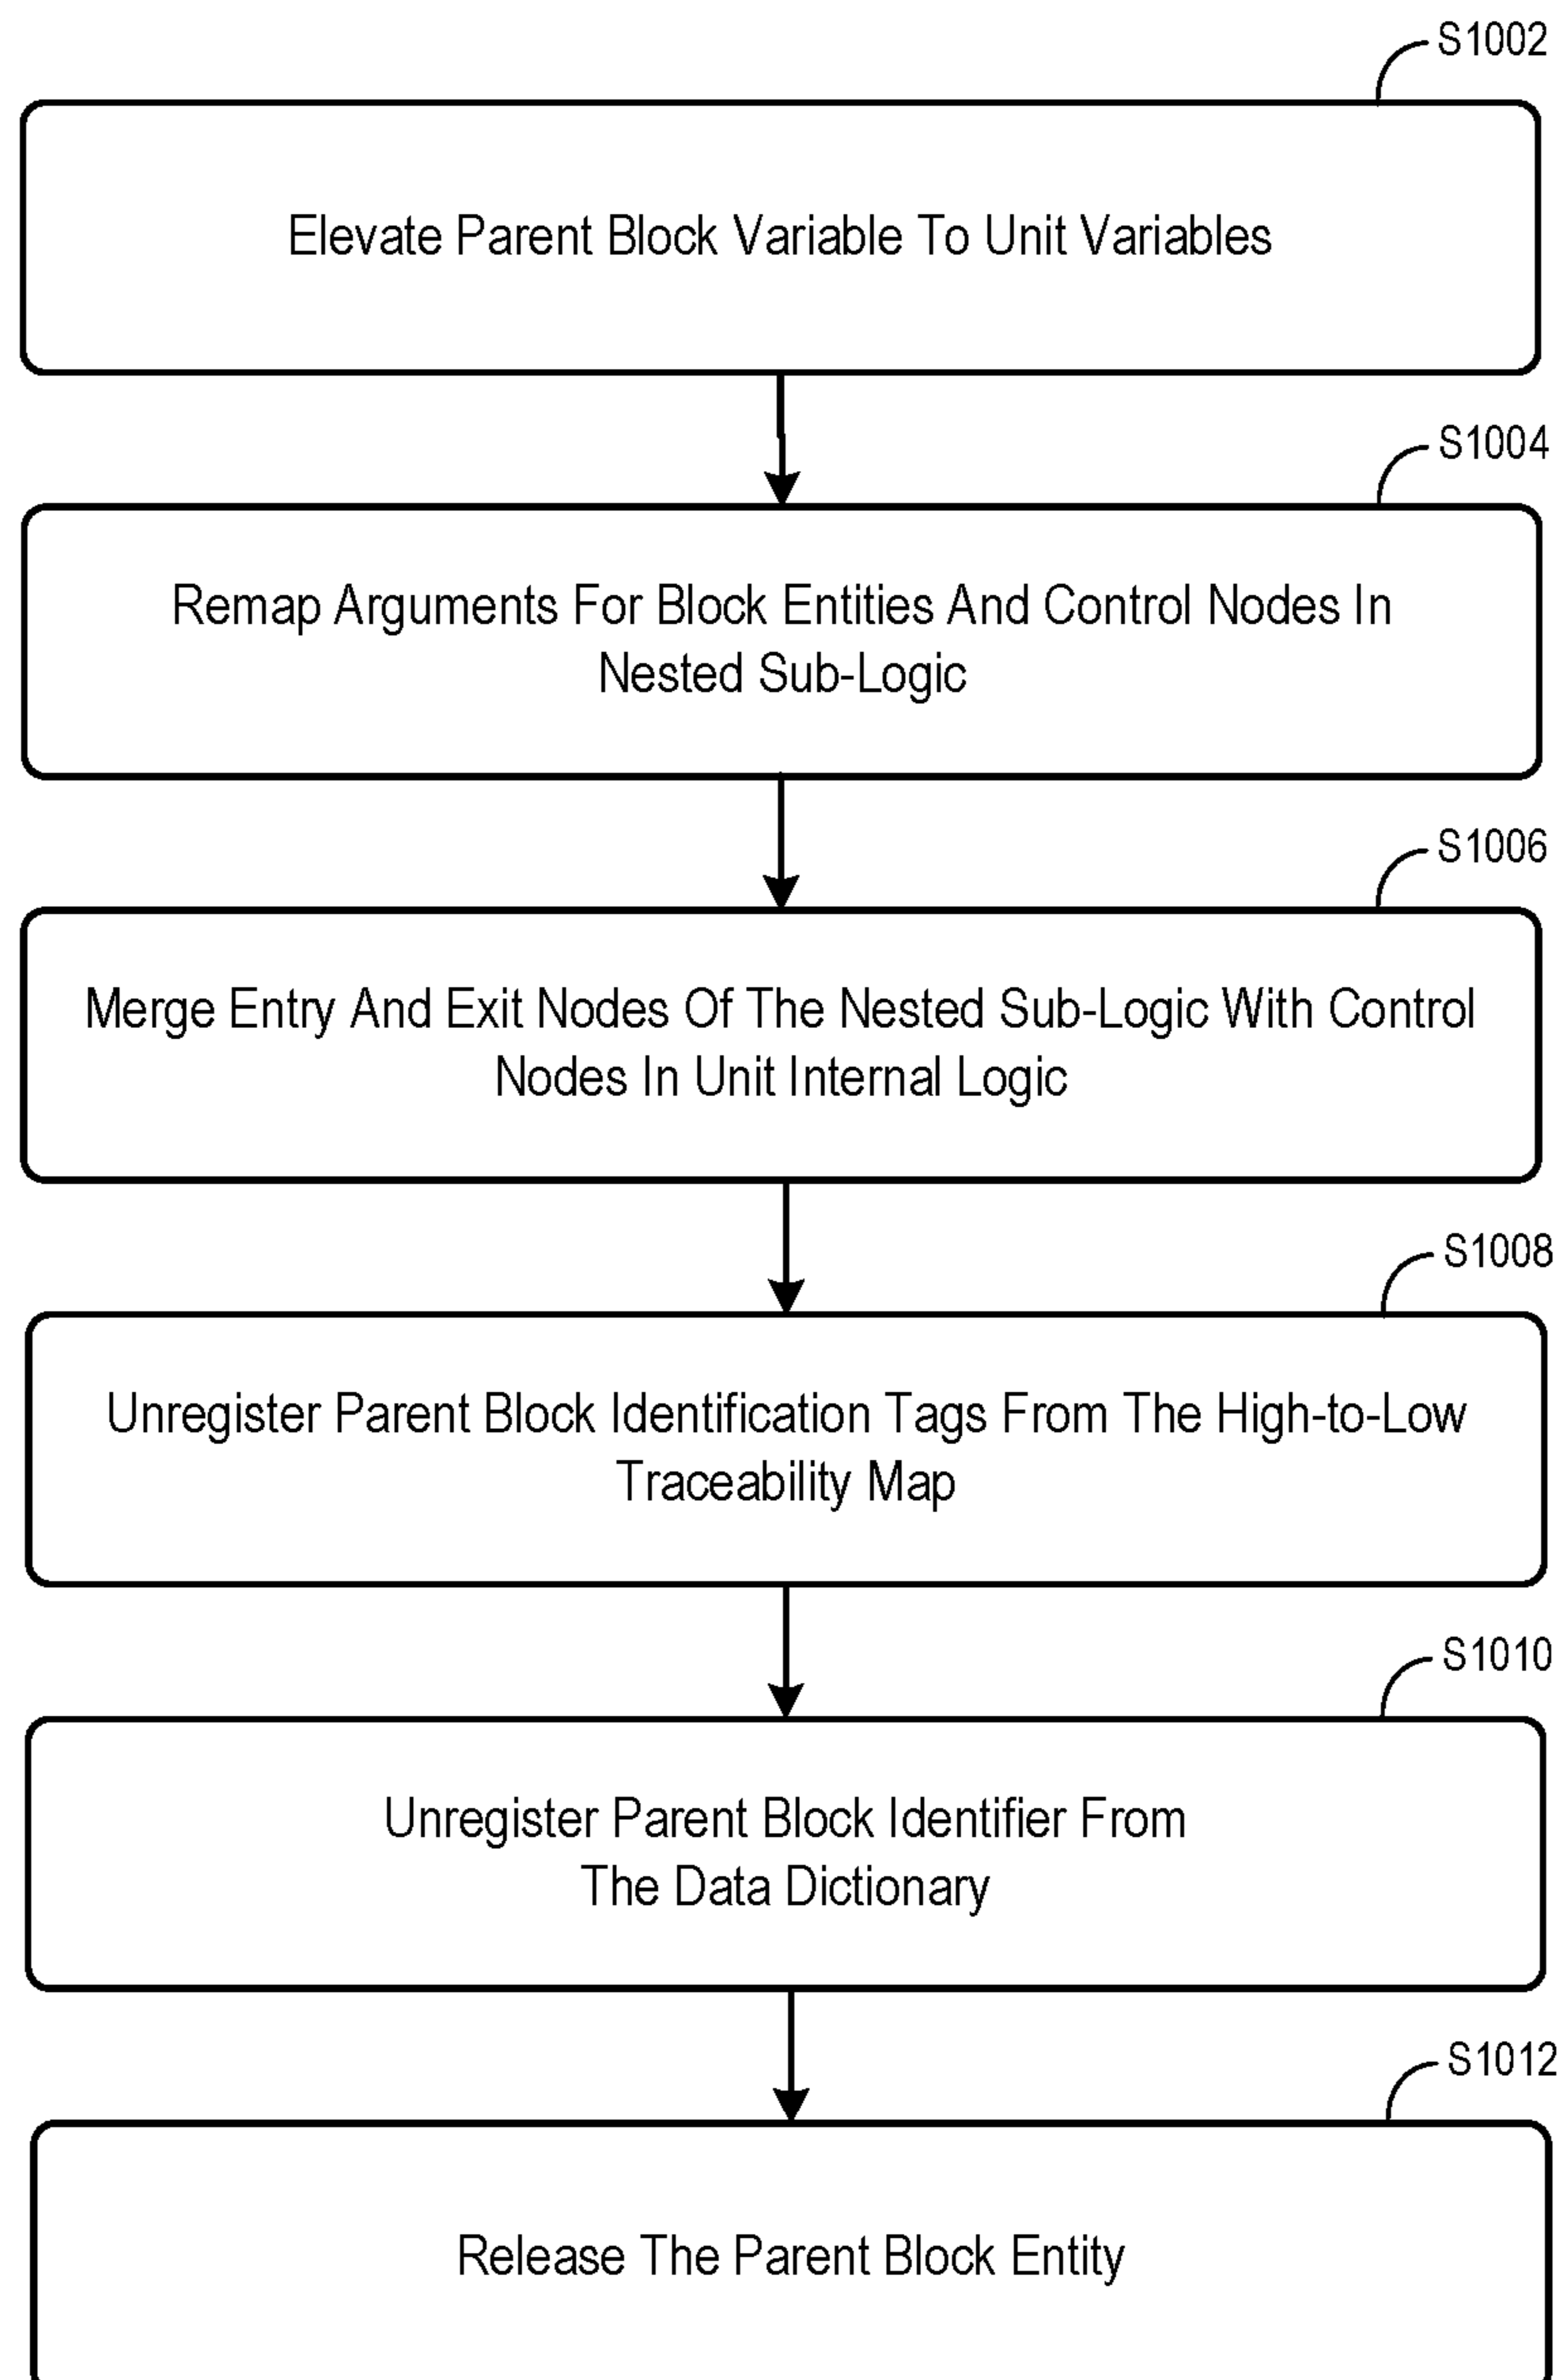 S1002
Elevate Parent Block Variable To Unit Variables
S1004
Remap Arguments For Block Entities And Control Nodes In
Nested Sub-Logic
S1006
Merge Entry And Exit Nodes Of The Nested Sub-Logic With Control
Nodes In Unit Internal Logic
S1008
Unregister Parent Block Identification Tags From The High-to-Low
Traceability Map
S1010
Unregister Parent Block Identifier From
The Data Dictionary
S1012
Release The Parent Block Entity